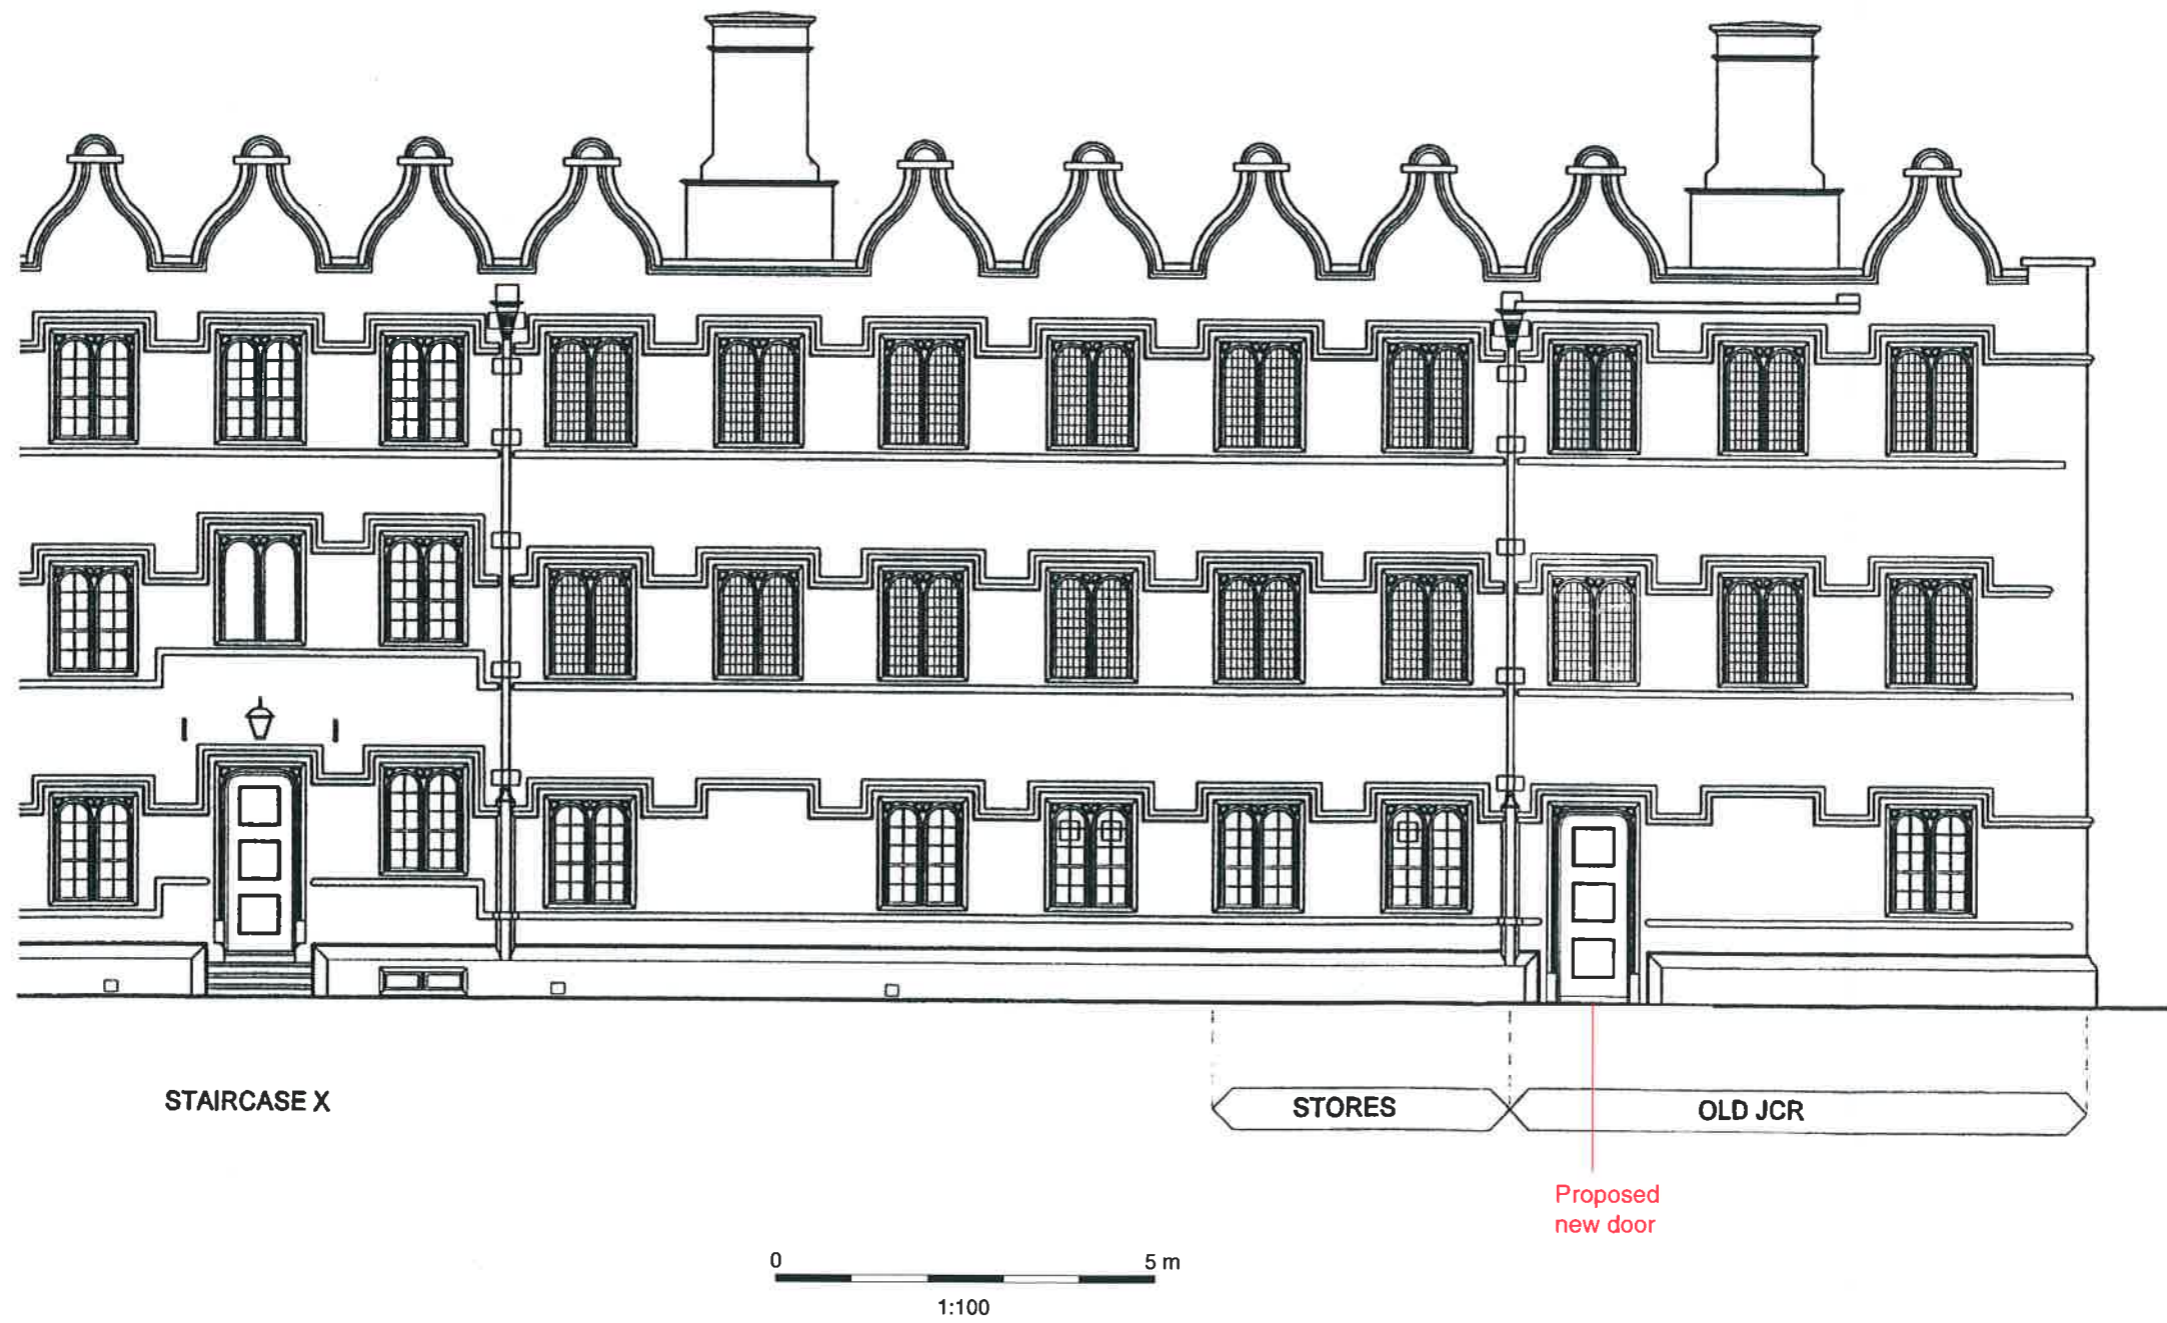 STAIRCASE X
STORES
OLD JCR
Proposed
new door
0 5 m
1:100